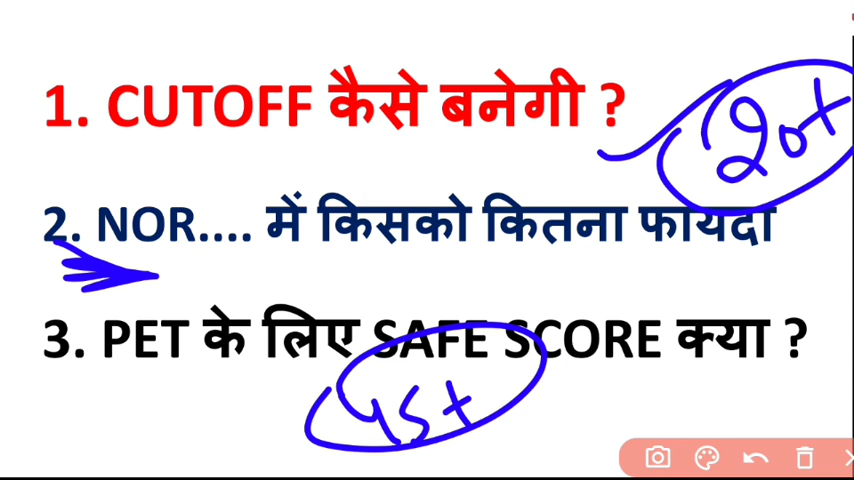 1. CUTOFF कैसे बनेगी ?
20+
2. NOR.... में किसको कितना फायदा
3. PET के लिए SAFE SCORE क्या ?
45+